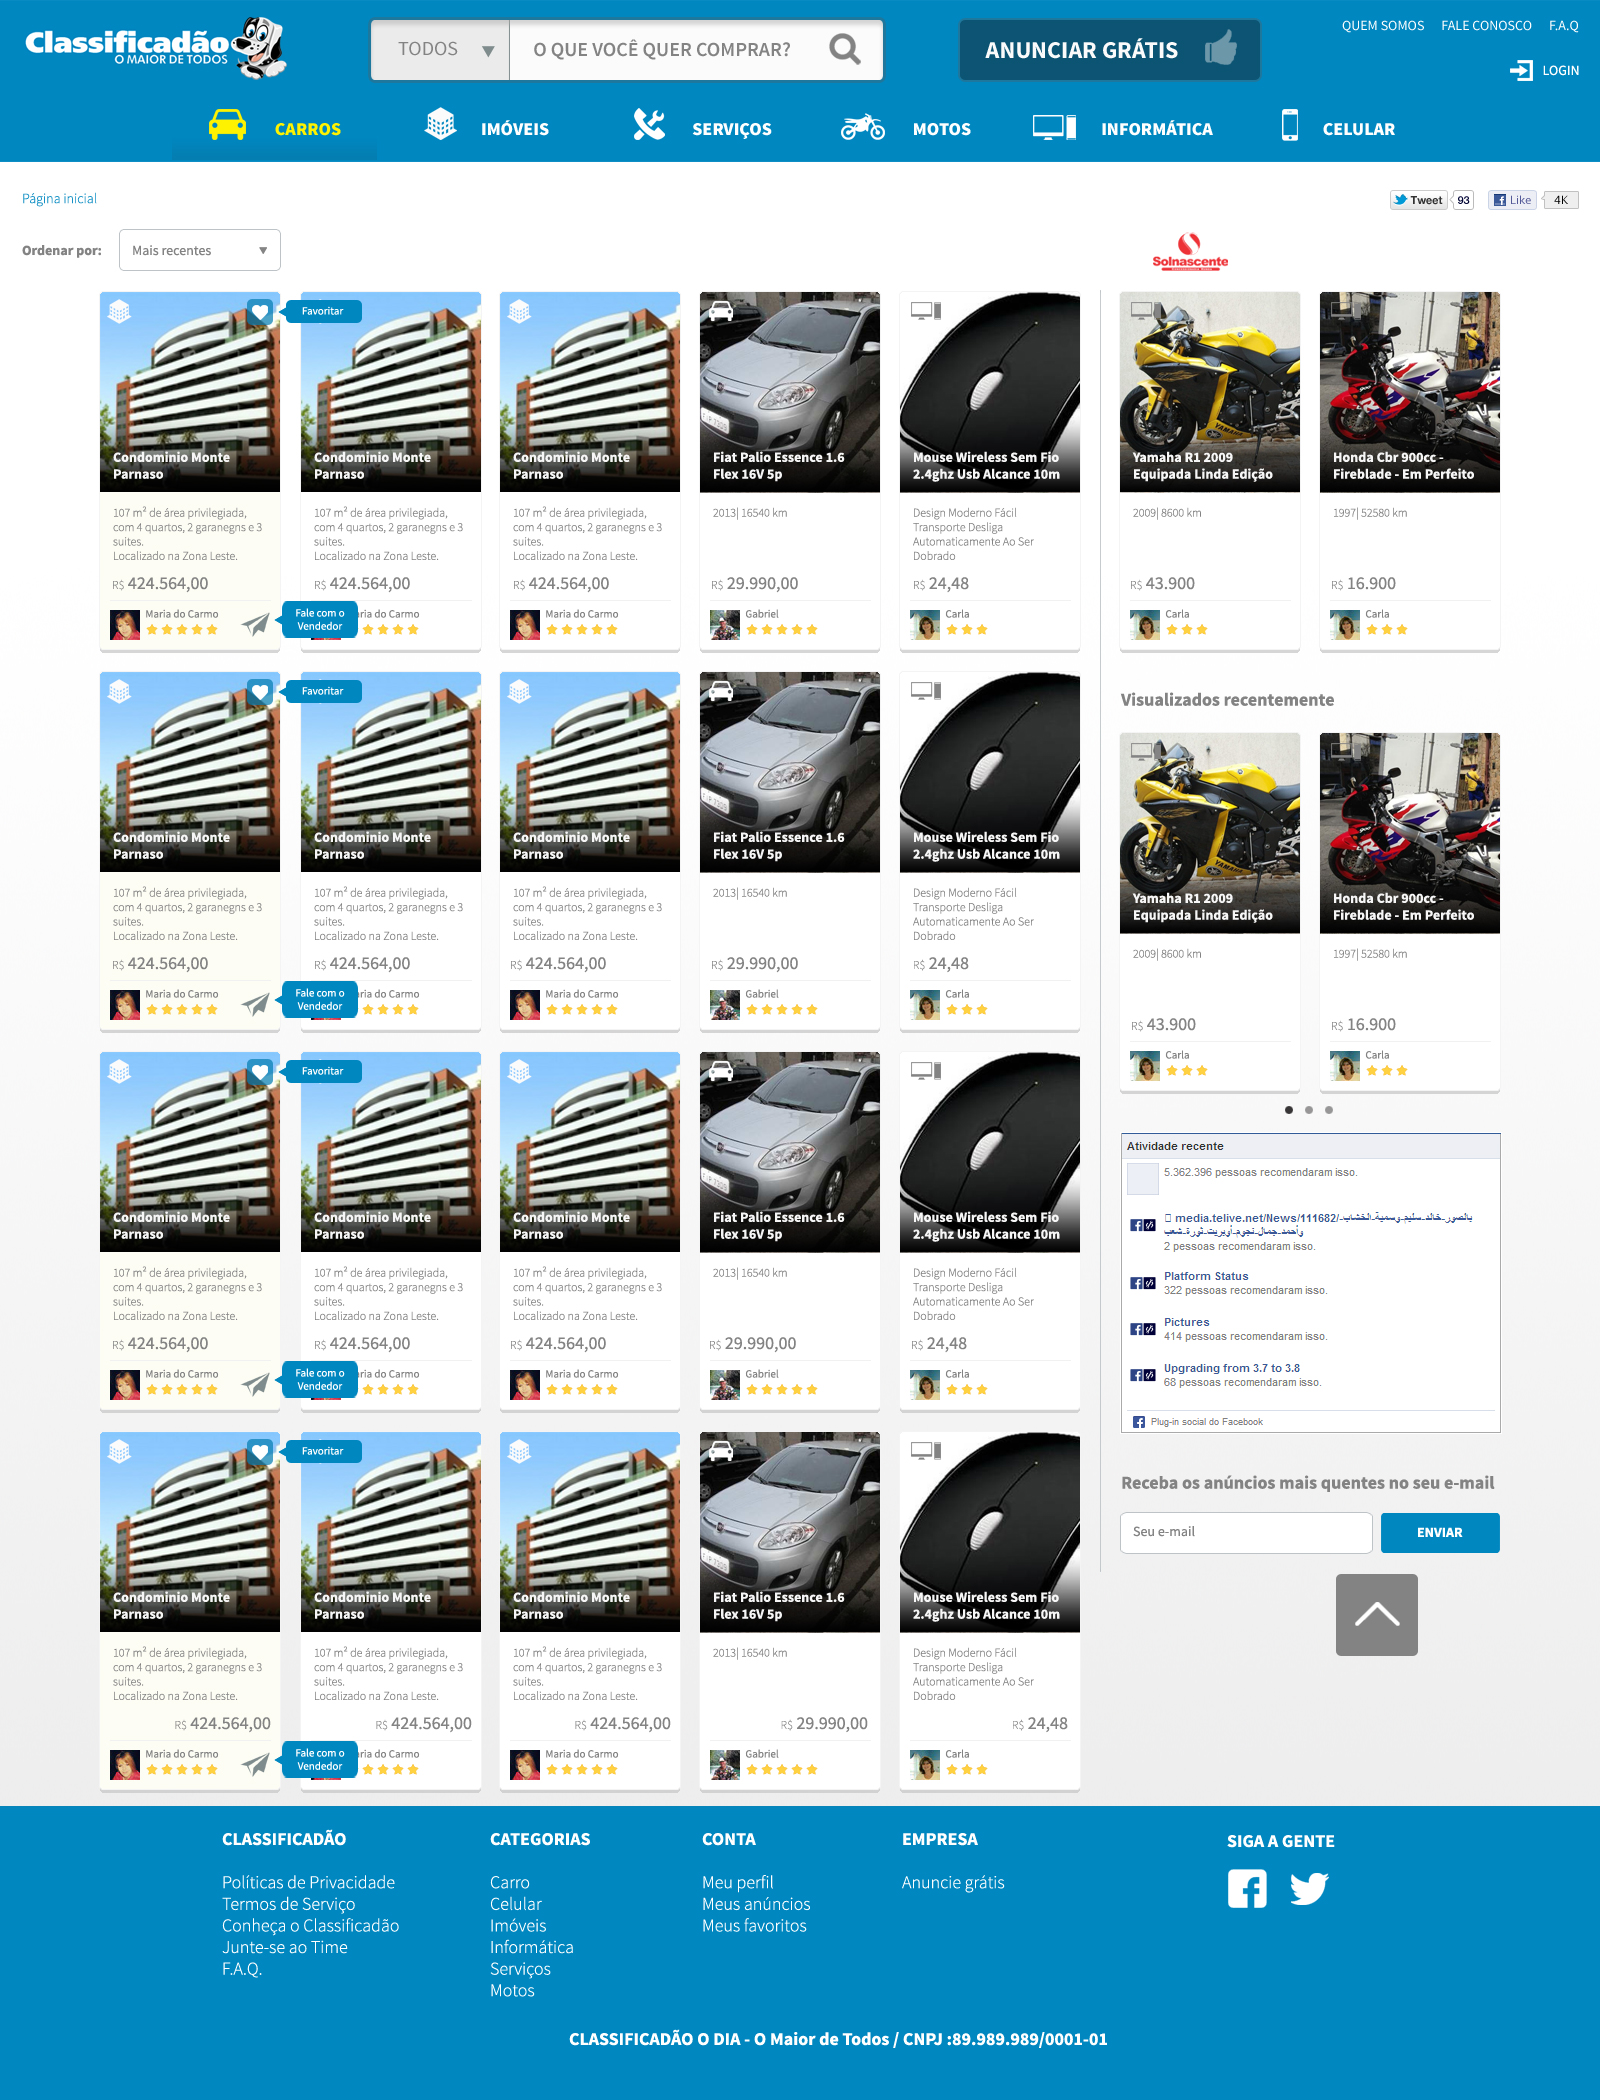 Classificadão
O MAIOR DE TODOS
TODOS
O QUE VOCÊ QUER COMPRAR?
ANUNCIAR GRÁTIS
QUEM SOMOS
FALE CONOSCO
F.A.Q
LOGIN
CARROS
IMÓVEIS
SERVIÇOS
MOTOS
INFORMÁTICA
CELULAR
Página inicial
Tweet
93
Like
4K
Ordenar por:
Mais recentes
Solnascente
Favoritar
Condominio Monte
Parnaso
107 m² de área privilegiada,
com 4 quartos, 2 garanegns e 3
suites.
Localizado na Zona Leste.
R$ 424.564,00
Maria do Carmo
Fale com o
Vendedor
Condominio Monte
Parnaso
107 m² de área privilegiada,
com 4 quartos, 2 garanegns e 3
suites.
Localizado na Zona Leste.
R$ 424.564,00
ria do Carmo
Condominio Monte
Parnaso
107 m² de área privilegiada,
com 4 quartos, 2 garanegns e 3
suites.
Localizado na Zona Leste.
R$ 424.564,00
Maria do Carmo
Fiat Palio Essence 1.6
Flex 16V 5p
2013| 16540 km
R$ 29.990,00
Gabriel
Mouse Wireless Sem Fio
2.4ghz Usb Alcance 10m
Design Moderno Fácil
Transporte Desliga
Automaticamente Ao Ser
Dobrado
R$ 24,48
Carla
Yamaha R1 2009
Equipada Linda Edição
2009| 8600 km
R$ 43.900
Carla
Honda Cbr 900cc -
Fireblade - Em Perfeito
1997| 52580 km
R$ 16.900
Carla
Favoritar
Condominio Monte
Parnaso
107 m² de área privilegiada,
com 4 quartos, 2 garanegns e 3
suites.
Localizado na Zona Leste.
R$ 424.564,00
Maria do Carmo
Fale com o
Vendedor
Condominio Monte
Parnaso
107 m² de área privilegiada,
com 4 quartos, 2 garanegns e 3
suites.
Localizado na Zona Leste.
R$ 424.564,00
ria do Carmo
Condominio Monte
Parnaso
107 m² de área privilegiada,
com 4 quartos, 2 garanegns e 3
suites.
Localizado na Zona Leste.
R$ 424.564,00
Maria do Carmo
Fiat Palio Essence 1.6
Flex 16V 5p
2013| 16540 km
R$ 29.990,00
Gabriel
Mouse Wireless Sem Fio
2.4ghz Usb Alcance 10m
Design Moderno Fácil
Transporte Desliga
Automaticamente Ao Ser
Dobrado
R$ 24,48
Carla
Visualizados recentemente
Yamaha R1 2009
Equipada Linda Edição
2009| 8600 km
R$ 43.900
Carla
Honda Cbr 900cc -
Fireblade - Em Perfeito
1997| 52580 km
R$ 16.900
Carla
Favoritar
Condominio Monte
Parnaso
107 m² de área privilegiada,
com 4 quartos, 2 garanegns e 3
suites.
Localizado na Zona Leste.
R$ 424.564,00
Maria do Carmo
Fale com o
Vendedor
Condominio Monte
Parnaso
107 m² de área privilegiada,
com 4 quartos, 2 garanegns e 3
suites.
Localizado na Zona Leste.
R$ 424.564,00
ria do Carmo
Condominio Monte
Parnaso
107 m² de área privilegiada,
com 4 quartos, 2 garanegns e 3
suites.
Localizado na Zona Leste.
R$ 424.564,00
Maria do Carmo
Fiat Palio Essence 1.6
Flex 16V 5p
2013| 16540 km
R$ 29.990,00
Gabriel
Mouse Wireless Sem Fio
2.4ghz Usb Alcance 10m
Design Moderno Fácil
Transporte Desliga
Automaticamente Ao Ser
Dobrado
R$ 24,48
Carla
Atividade recente
5.362.396 pessoas recomendaram isso.
media.telive.net/News/111682/بالصور-خالد-سليم-وسمية-الخشاب-
وأحمد-جمال-نجوم-أوبريت-ثورة-شعب
2 pessoas recomendaram isso.
Platform Status
322 pessoas recomendaram isso.
Pictures
414 pessoas recomendaram isso.
Upgrading from 3.7 to 3.8
68 pessoas recomendaram isso.
Plug-in social do Facebook
Favoritar
Condominio Monte
Parnaso
107 m² de área privilegiada,
com 4 quartos, 2 garanegns e 3
suites.
Localizado na Zona Leste.
R$ 424.564,00
Maria do Carmo
Fale com o
Vendedor
Condominio Monte
Parnaso
107 m² de área privilegiada,
com 4 quartos, 2 garanegns e 3
suites.
Localizado na Zona Leste.
R$ 424.564,00
ria do Carmo
Condominio Monte
Parnaso
107 m² de área privilegiada,
com 4 quartos, 2 garanegns e 3
suites.
Localizado na Zona Leste.
R$ 424.564,00
Maria do Carmo
Fiat Palio Essence 1.6
Flex 16V 5p
2013| 16540 km
R$ 29.990,00
Gabriel
Mouse Wireless Sem Fio
2.4ghz Usb Alcance 10m
Design Moderno Fácil
Transporte Desliga
Automaticamente Ao Ser
Dobrado
R$ 24,48
Carla
Receba os anúncios mais quentes no seu e-mail
Seu e-mail
ENVIAR
CLASSIFICADÃO
Políticas de Privacidade
Termos de Serviço
Conheça o Classificadão
Junte-se ao Time
F.A.Q.
CATEGORIAS
Carro
Celular
Imóveis
Informática
Serviços
Motos
CONTA
Meu perfil
Meus anúncios
Meus favoritos
EMPRESA
Anuncie grátis
SIGA A GENTE
CLASSIFICADÃO O DIA - O Maior de Todos / CNPJ :89.989.989/0001-01